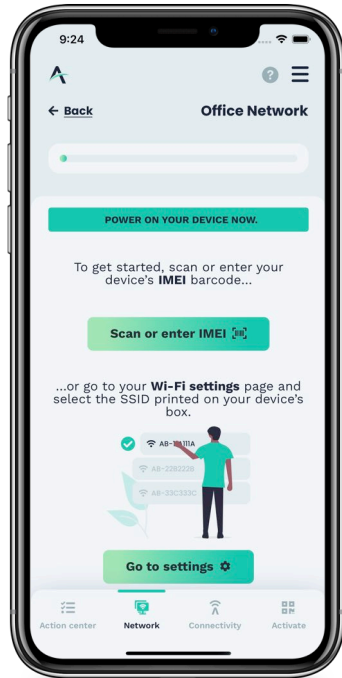 9:24
← Back
Office Network
POWER ON YOUR DEVICE NOW.
To get started, scan or enter your
device's IMEI barcode...
Scan or enter IMEI
...or go to your Wi-Fi settings page and
select the SSID printed on your device's
box.
AB-22B222B
AB-33C333C
Go to settings
Action center
Network
Connectivity
Activate